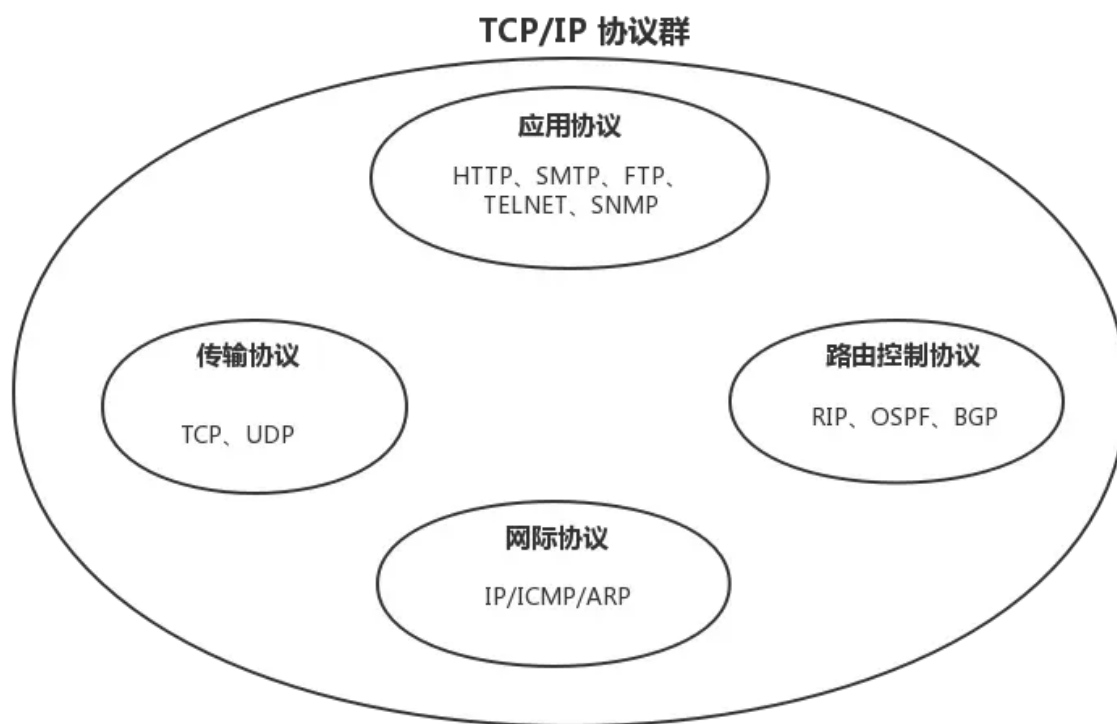 TCP/IP 协议群
应用协议
HTTP、SMTP、FTP、
TELNET、SNMP
传输协议
TCP、UDP
路由控制协议
RIP、OSPF、BGP
网际协议
IP/ICMP/ARP